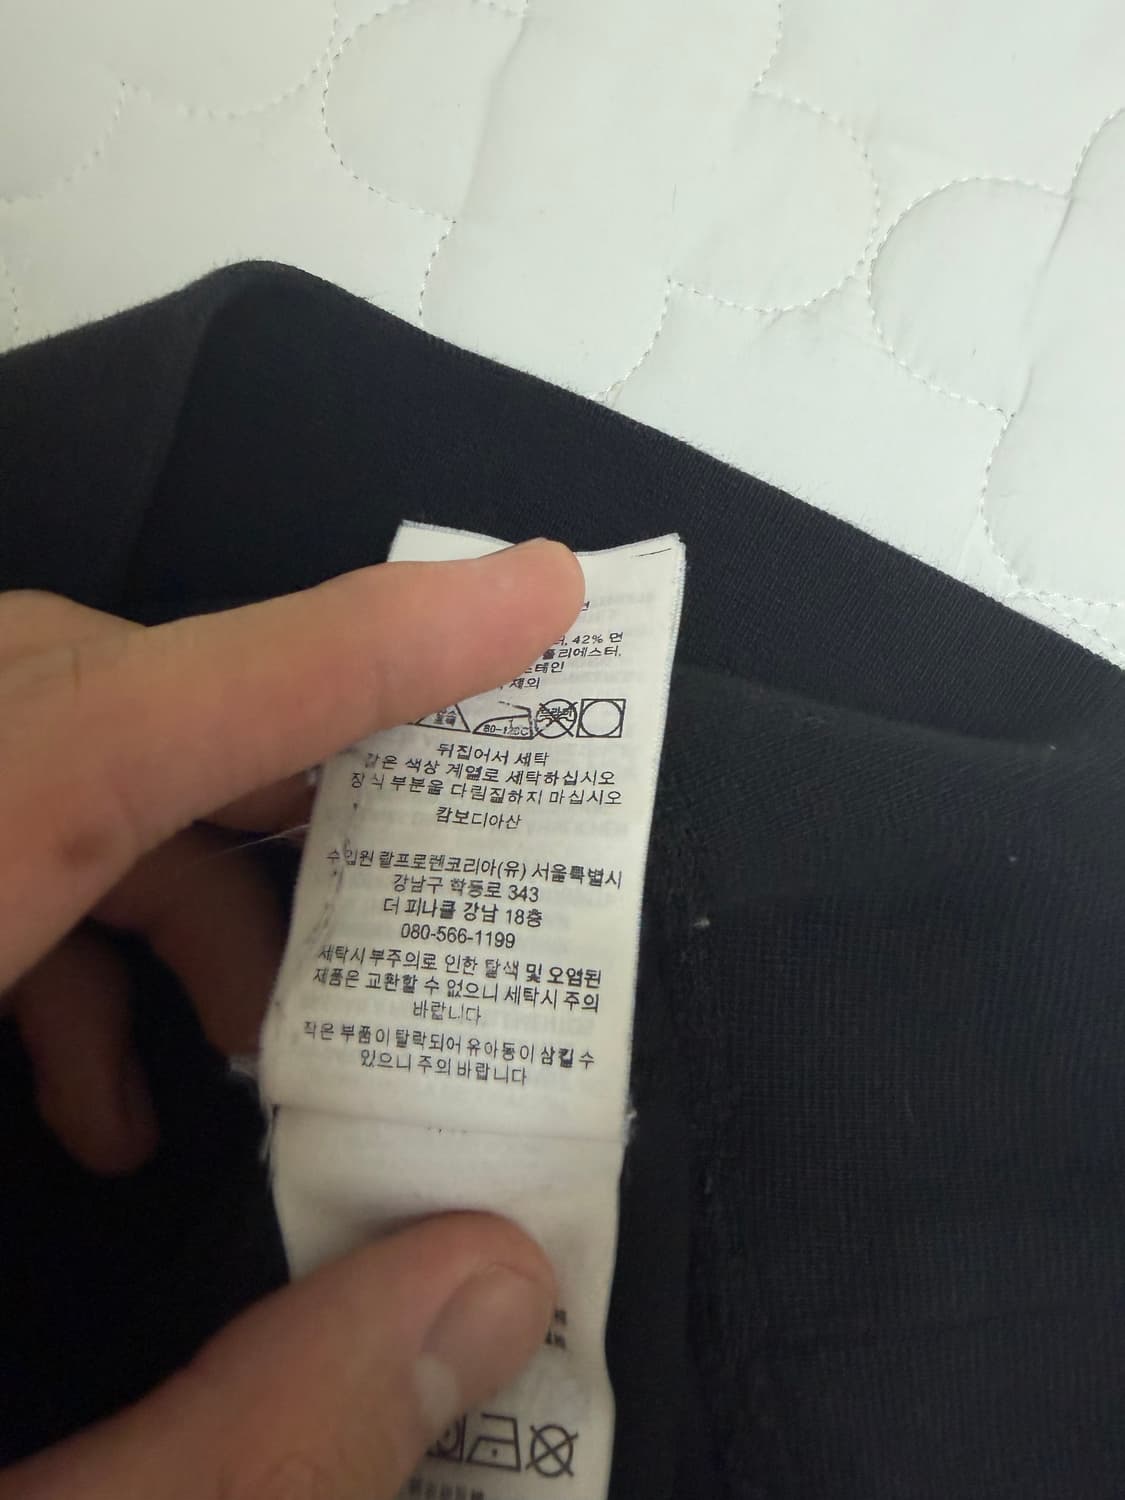 42% 면
폴리에스터,
제외
80-120C
드라이
뒤집어서 세탁
같은 색상 계열로 세탁하십시오
장식 부분을 다림질하지 마십시오
캄보디아산
수입원 랄프로렌코리아(유) 서울특별시
강남구 학동로 343
더 피나클 강남 18층
080-566-1199
세탁시 부주의로 인한 탈색 및 오염된
제품은 교환할 수 없으니 세탁시 주의
바랍니다
작은 부품이 탈락되어 유아동이 삼킬 수
있으니 주의 바랍니다